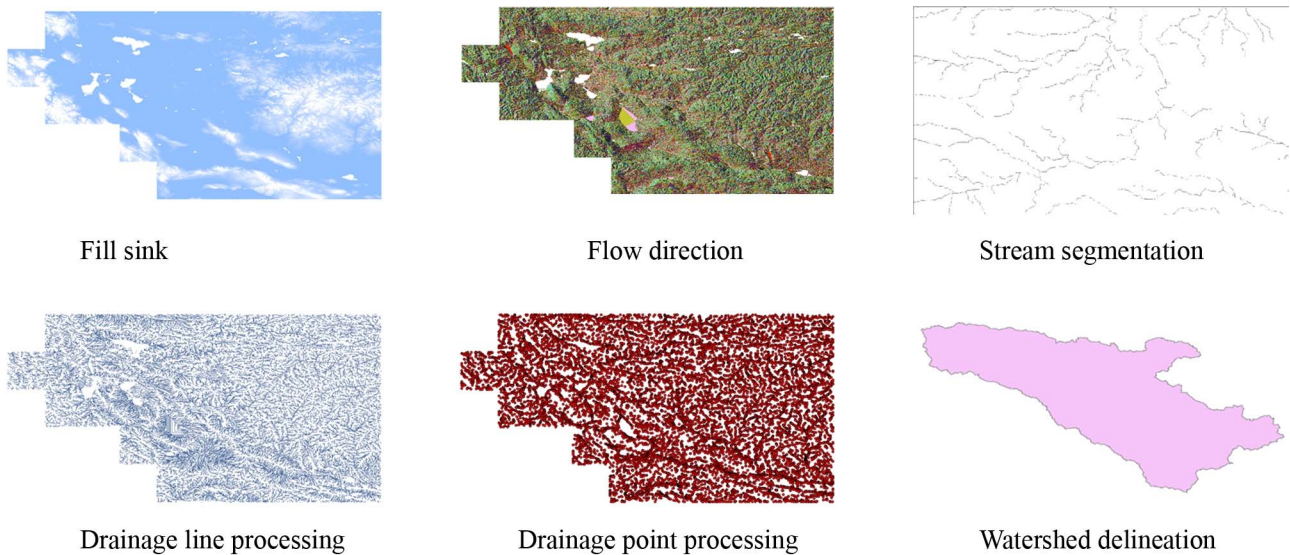 Fill sink
Flow direction
Stream segmentation
Drainage line processing
Drainage point processing
Watershed delineation